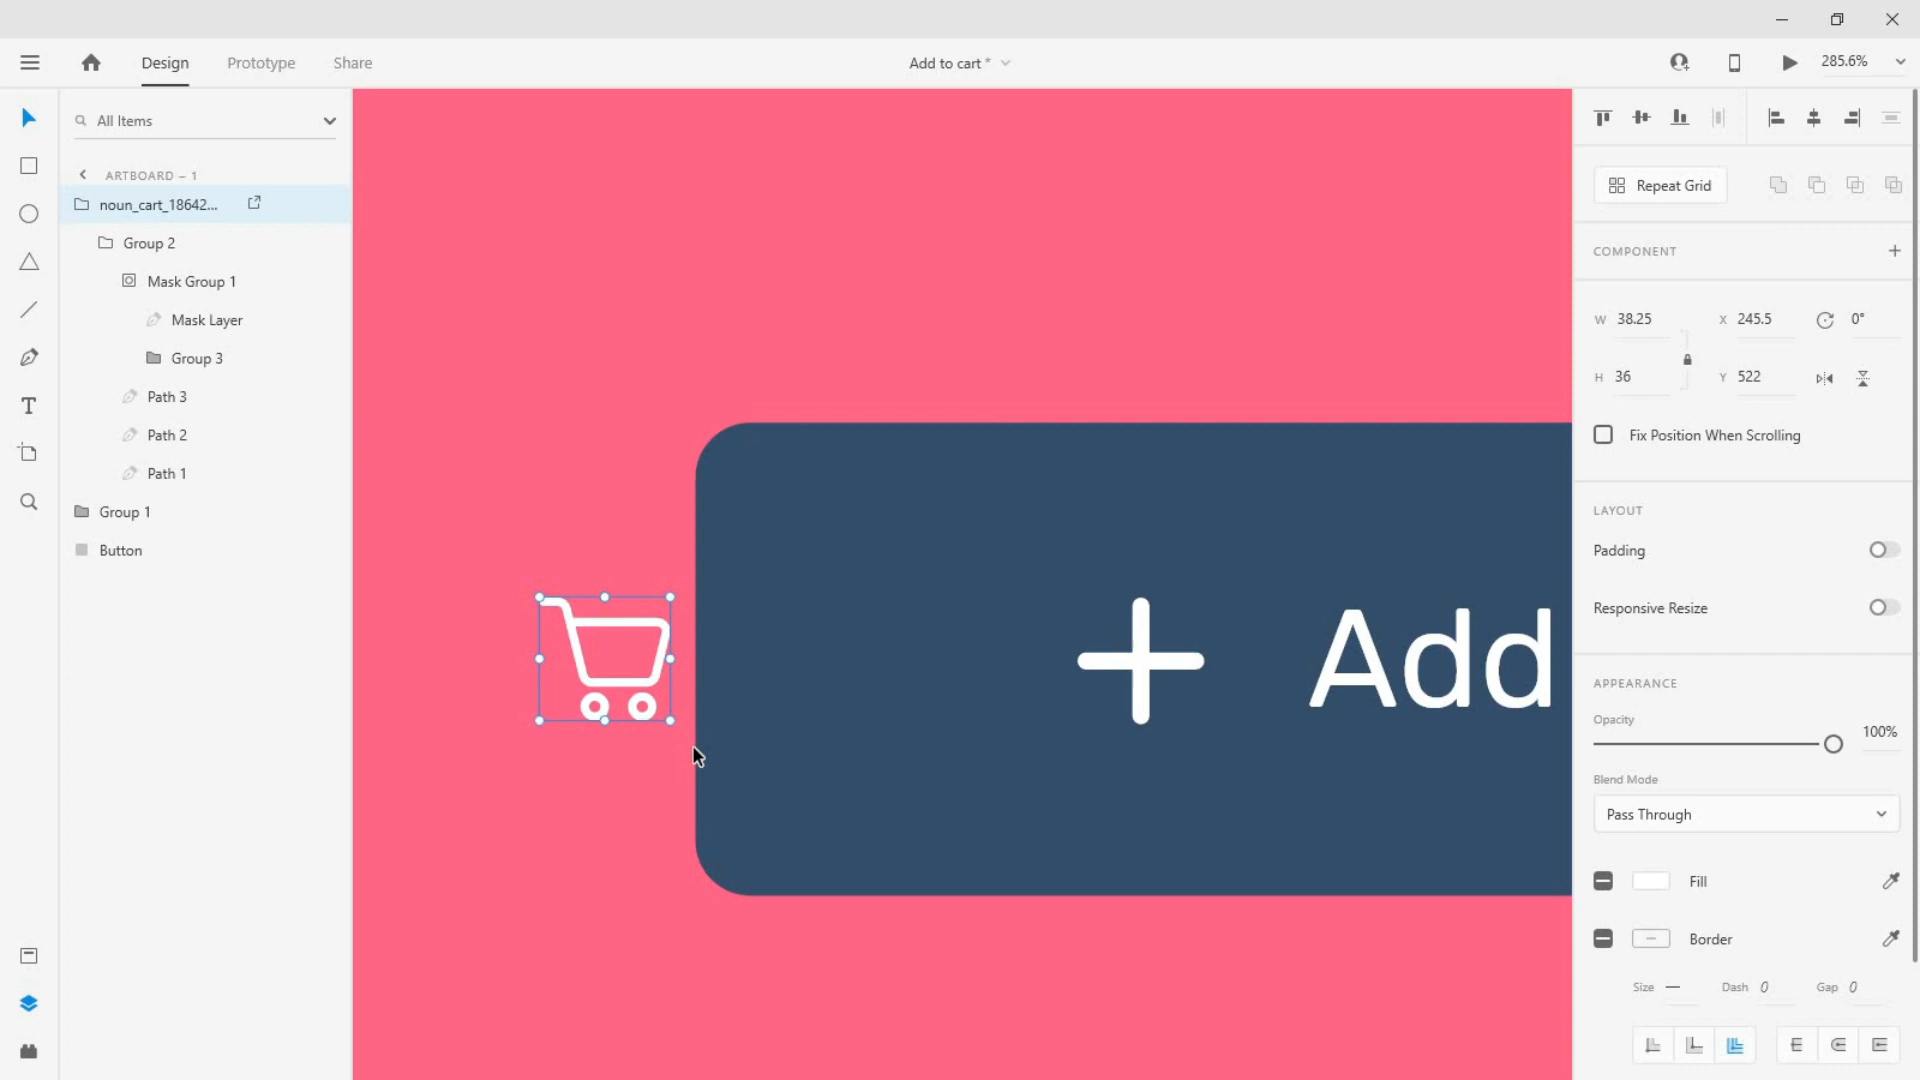 Design
Prototype
Share
Add to cart *
285.6%
All Items
ARTBOARD – 1
noun_cart_18642...
Group 2
Mask Group 1
Mask Layer
Group 3
Path 3
Path 2
Path 1
Group 1
Button
Add
Repeat Grid
COMPONENT
W 38.25 X 245.5 0°
H 36 Y 522
Fix Position When Scrolling
LAYOUT
Padding
Responsive Resize
APPEARANCE
Opacity
100%
Blend Mode
Pass Through
Fill
Border
Size — Dash 0 Gap 0